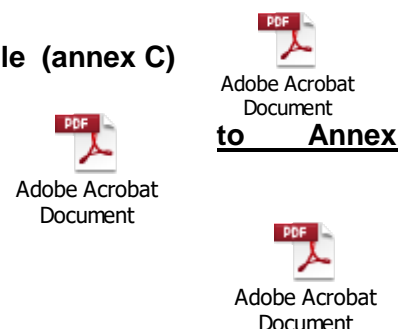 PDF
le (annex C)
Adobe Acrobat
Document
to Annex
PDF
Adobe Acrobat
Document
PDF
Adobe Acrobat
Document